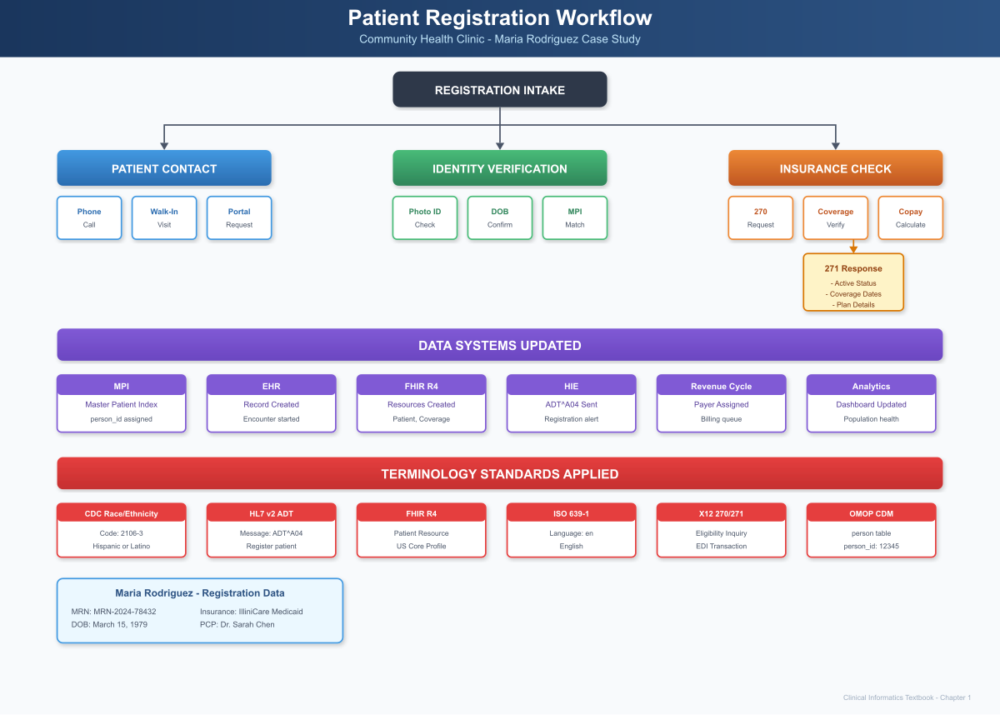 Patient Registration Workflow
Community Health Clinic - Maria Rodriguez Case Study
REGISTRATION INTAKE
PATIENT CONTACT
Phone
Call
Walk-In
Visit
Portal
Request
IDENTITY VERIFICATION
Photo ID
Check
DOB
Confirm
MPI
Match
INSURANCE CHECK
270
Request
Coverage
Verify
Copay
Calculate
271 Response
- Active Status
- Coverage Dates
- Plan Details
DATA SYSTEMS UPDATED
MPI
Master Patient Index
person_id assigned
EHR
Record Created
Encounter started
FHIR R4
Resources Created
Patient, Coverage
HIE
ADT^A04 Sent
Registration alert
Revenue Cycle
Payer Assigned
Billing queue
Analytics
Dashboard Updated
Population health
TERMINOLOGY STANDARDS APPLIED
CDC Race/Ethnicity
Code: 2106-3
Hispanic or Latino
HL7 v2 ADT
Message: ADT^A04
Register patient
FHIR R4
Patient Resource
US Core Profile
ISO 639-1
Language: en
English
X12 270/271
Eligibility Inquiry
EDI Transaction
OMOP CDM
person table
person_id: 12345
Maria Rodriguez - Registration Data
MRN: MRN-2024-78432
Insurance: IlliniCare Medicaid
DOB: March 15, 1979
PCP: Dr. Sarah Chen
Clinical Informatics Textbook - Chapter 1